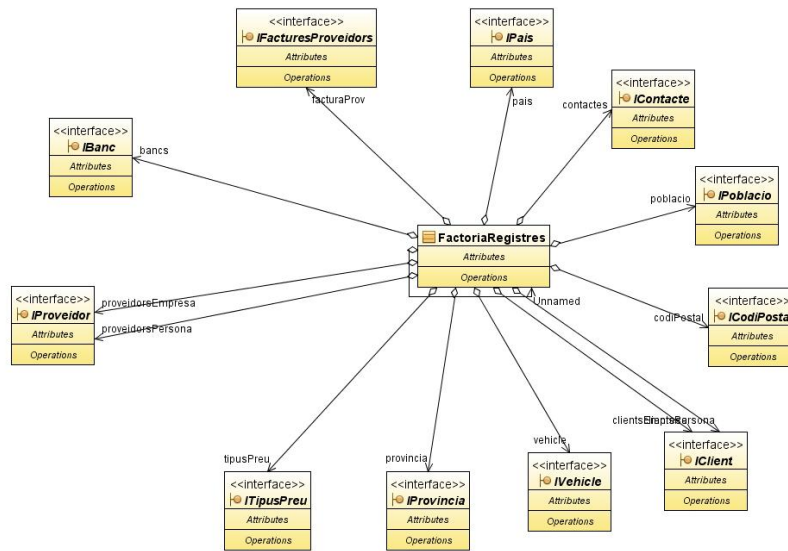 <<interface>>
IFacturesProveidors
Attributes
Operations
facturaProv
<<interface>>
IPais
Attributes
Operations
pais
<<interface>>
IContacte
Attributes
Operations
contactes
<<interface>>
IBanc
Attributes
Operations
bancs
<<interface>>
IPoblacio
Attributes
Operations
poblacio
FactoriaRegistres
Attributes
Operations
Unnamed
<<interface>>
IProveidor
Attributes
Operations
proveidorsEmpresa
proveidorsPersona
<<interface>>
ICodiPostal
Attributes
Operations
codiPostal
<<interface>>
ITipusPreu
Attributes
Operations
tipusPreu
<<interface>>
IProvincia
Attributes
Operations
provincia
<<interface>>
IVehicle
Attributes
Operations
vehicle
<<interface>>
IClient
Attributes
Operations